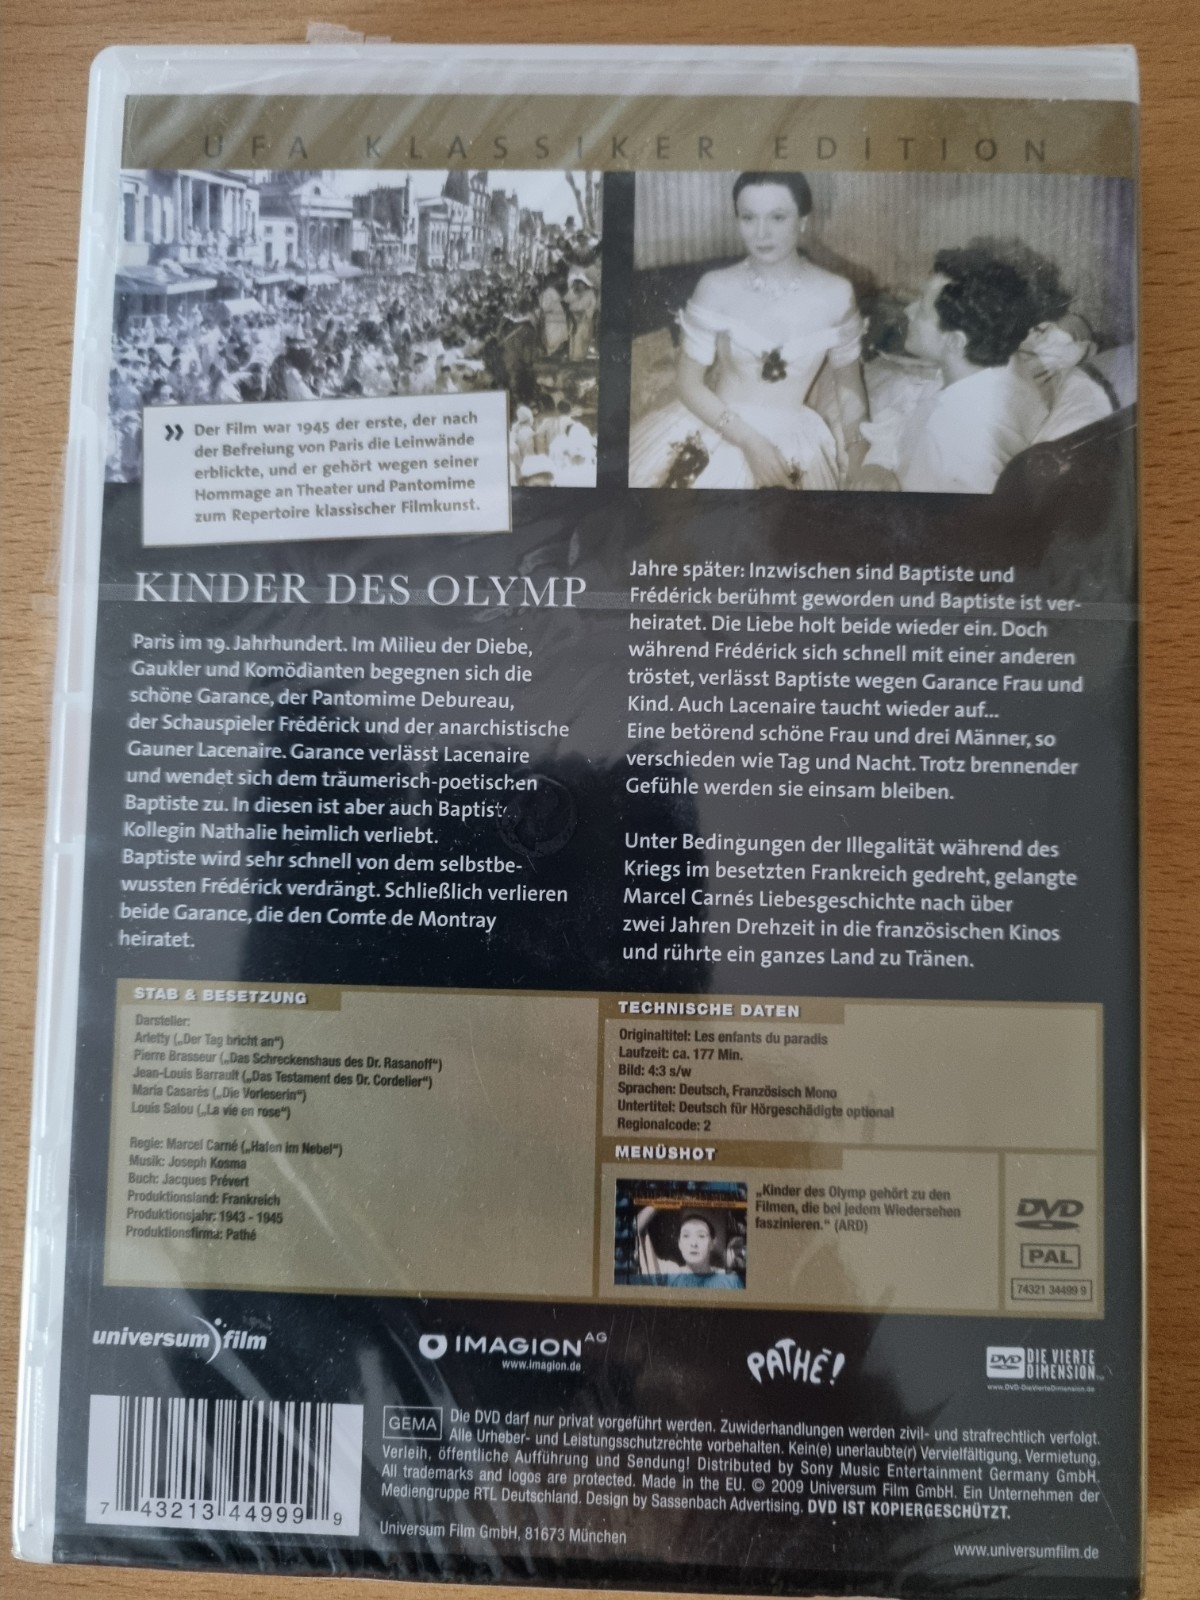 UFA KLASSIKER EDITION
» Der Film war 1945 der erste, der nach
der Befreiung von Paris die Leinwände
erblickte, und er gehört wegen seiner
Hommage an Theater und Pantomime
zum Repertoire klassischer Filmkunst.
KINDER DES OLYMP
Paris im 19. Jahrhundert. Im Milieu der Diebe,
Gaukler und Komödianten begegnen sich die
schöne Garance, der Pantomime Debureau,
der Schauspieler Frédérick und der anarchistische
Gauner Lacenaire. Garance verlässt Lacenaire
und wendet sich dem träumerisch-poetischen
Baptiste zu. In diesen ist aber auch
Kollegin Nathalie heimlich verliebt.
Baptiste wird sehr schnell von dem selbstbe-
wussten Frédérick verdrängt. Schließlich verlieren
beide Garance, die den Comte de Montray
heiratet.
Jahre später: Inzwischen sind Baptiste und
Frédérick berühmt geworden und Baptiste ist ver-
heiratet. Die Liebe holt beide wieder ein. Doch
während Frédérick sich schnell mit einer anderen
tröstet, verlässt Baptiste wegen Garance Frau und
Kind. Auch Lacenaire taucht wieder auf...
Eine betörend schöne Frau und drei Männer, so
verschieden wie Tag und Nacht. Trotz brennender
Gefühle werden sie einsam bleiben.
Unter Bedingungen der Illegalität während des
Kriegs im besetzten Frankreich gedreht, gelangte
Marcel Carnés Liebesgeschichte nach über
zwei Jahren Drehzeit in die französischen Kinos
und rührte ein ganzes Land zu Tränen.
STAB & BESETZUNG
Darsteller:
Arletty („Der Tag bricht an“)
Pierre Brasseur („Das Schreckenshaus des Dr. Rasanoff“)
Jean-Louis Barrault („Das Testament des Dr. Cordelier“)
Maria Casarès („Die Vorleserin“)
Louis Salou („La vie en rose“)
Regie: Marcel Carné („Hafen im Nebel“)
Musik: Joseph Kosma
Buch: Jacques Prévert
Produktionsland: Frankreich
Produktionsjahr: 1943 - 1945
Produktionsfirma: Pathé
TECHNISCHE DATEN
Originaltitel: Les enfants du paradis
Laufzeit: ca. 177 Min.
Bild: 4:3 s/w
Sprachen: Deutsch, Französisch Mono
Untertitel: Deutsch für Hörgeschädigte optional
Regionalcode: 2
MENÜSHOT
„Kinder des Olymp gehört zu den
Filmen, die bei jedem Wiedersehen
faszinieren.“ (ARD)
DVD
PAL
74321 34499 9
universum film
IMAGION AG
www.imagion.de
PATHÉ!
DVD DIE VIERTE
DIMENSION
www.DVD-DieVierteDimension.de
GEMA
Die DVD darf nur privat vorgeführt werden. Zuwiderhandlungen werden zivil- und strafrechtlich verfolgt.
Alle Urheber- und Leistungsschutzrechte vorbehalten. Kein(e) unerlaubte(r) Vervielfältigung, Vermietung,
Verleih, öffentliche Aufführung und Sendung! Distributed by Sony Music Entertainment Germany GmbH.
All trademarks and logos are protected. Made in the EU. © 2009 Universum Film GmbH. Ein Unternehmen der
Mediengruppe RTL Deutschland. Design by Sassenbach Advertising. DVD IST KOPIERGESCHÜTZT.
7 43213 44999 9
Universum Film GmbH, 81673 München
www.universumfilm.de